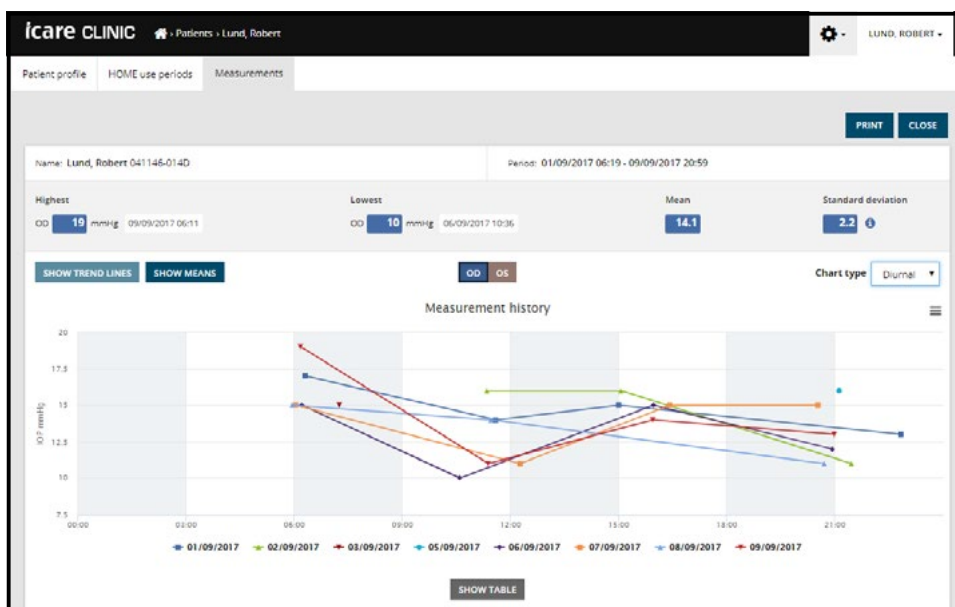 icare CLINIC › Patients › Lund, Robert LUND, ROBERT
Patient profile HOME use periods Measurements
PRINT CLOSE
Name: Lund, Robert 041146-014D Period: 01/09/2017 06:19 - 09/09/2017 20:59
Highest Lowest Mean Standard deviation
OD 19 mmHg 09/09/2017 06:11 OD 10 mmHg 06/09/2017 10:36 14.1 2.2 i
SHOW TREND LINES SHOW MEANS OD OS Chart type Diurnal
Measurement history
IOP mmHg
20
17.5
15
12.5
10
7.5
00:00 03:00 06:00 09:00 12:00 15:00 18:00 21:00
01/09/2017 02/09/2017 03/09/2017 05/09/2017 06/09/2017 07/09/2017 08/09/2017 09/09/2017
SHOW TABLE